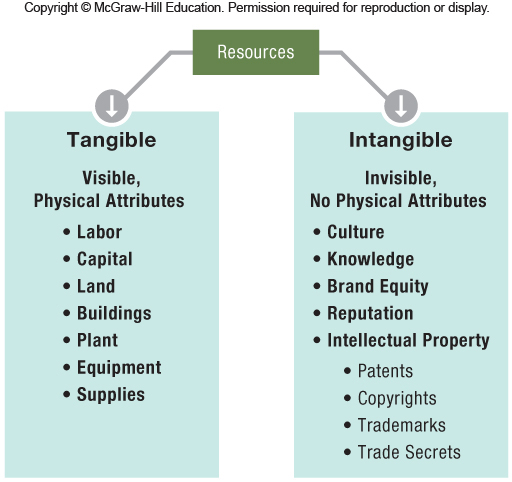 Copyright © McGraw-Hill Education. Permission required for reproduction or display.
Resources
Tangible
Visible,
Physical Attributes
• Labor
• Capital
• Land
• Buildings
• Plant
• Equipment
• Supplies
Intangible
Invisible,
No Physical Attributes
• Culture
• Knowledge
• Brand Equity
• Reputation
• Intellectual Property
• Patents
• Copyrights
• Trademarks
• Trade Secrets